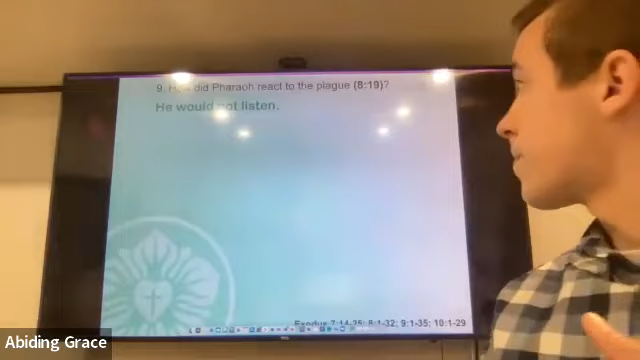 9. How did Pharaoh react to the plague (8:19)?
He would not listen.
Exodus 7:14-25; 8:1-32; 9:1-35; 10:1-29
TCL
Abiding Grace